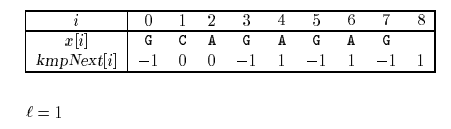 i 0 1 2 3 4 5 6 7 8
x[i] G C A G A G A G
kmpNext[i] −1 0 0 −1 1 −1 1 −1 1
ℓ = 1